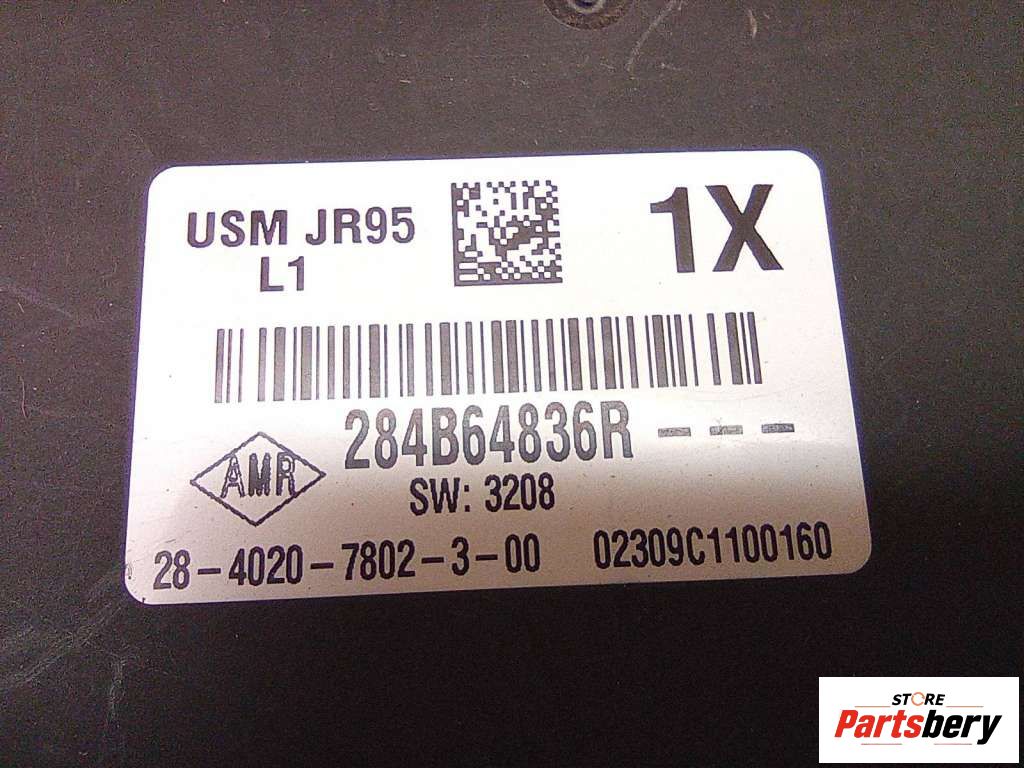 USM JR95
L1
1X
284B64836R - - -
AMR
SW: 3208
28-4020-7802-3-00 02309C1100160
STORE
Partsbery